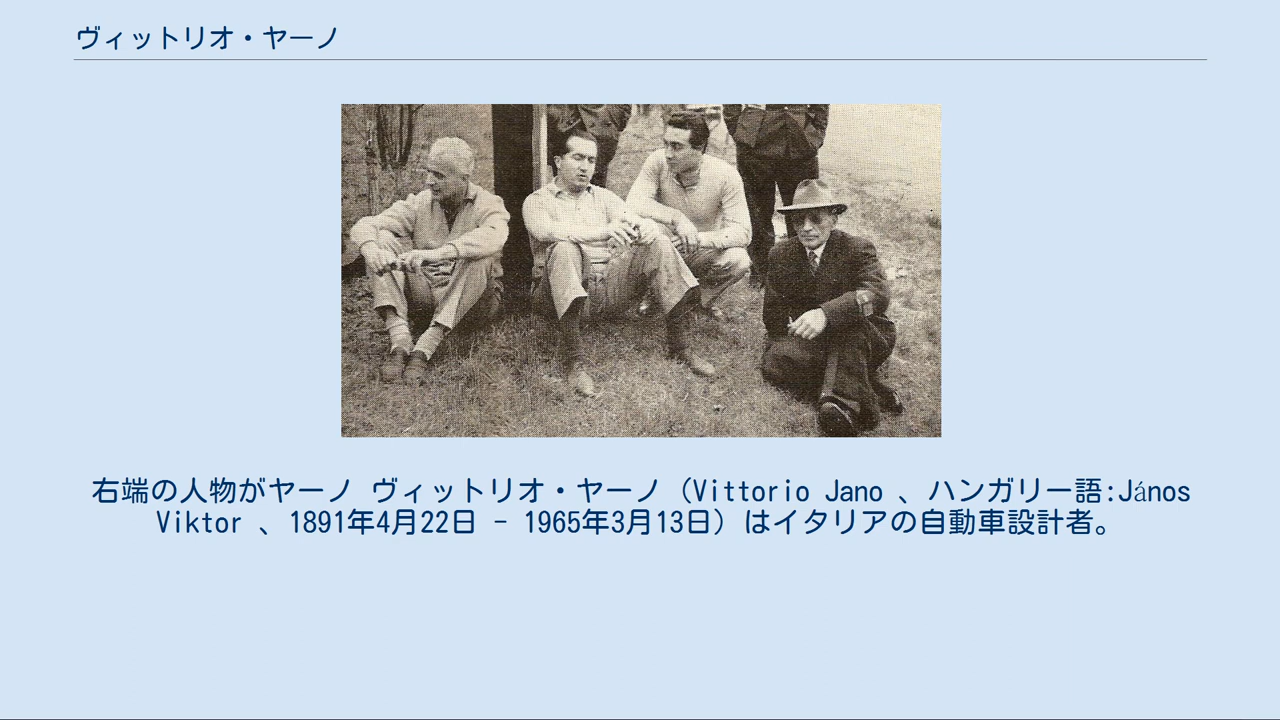 ヴィットリオ・ヤーノ
右端の人物がヤーノ ヴィットリオ・ヤーノ（Vittorio Jano 、ハンガリー語:János
Viktor 、1891年4月22日 - 1965年3月13日）はイタリアの自動車設計者。